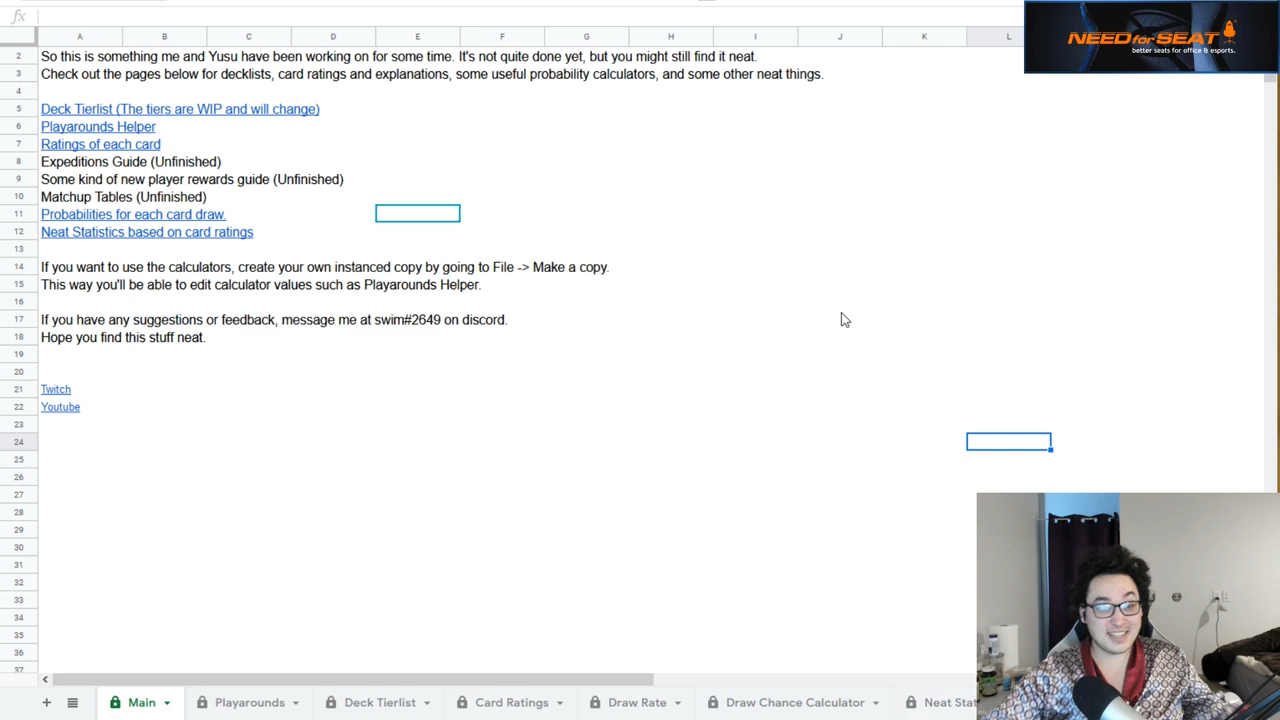 fx
NEED for SEAT
better seats for office & esports.
A B C D E F G H I J K L
2 So this is something me and Yusu have been working on for some time. It's not quite done yet, but you might still find it neat.
3 Check out the pages below for decklists, card ratings and explanations, some useful probability calculators, and some other neat things.
4
5 Deck Tierlist (The tiers are WIP and will change)
6 Playarounds Helper
7 Ratings of each card
8 Expeditions Guide (Unfinished)
9 Some kind of new player rewards guide (Unfinished)
10 Matchup Tables (Unfinished)
11 Probabilities for each card draw.
12 Neat Statistics based on card ratings
13
14 If you want to use the calculators, create your own instanced copy by going to File -> Make a copy.
15 This way you'll be able to edit calculator values such as Playarounds Helper.
16
17 If you have any suggestions or feedback, message me at swim#2649 on discord.
18 Hope you find this stuff neat.
19
20
21 Twitch
22 Youtube
23
24
25
26
27
28
29
30
31
32
33
34
35
36
37
Main Playarounds Deck Tierlist Card Ratings Draw Rate Draw Chance Calculator Neat Stat